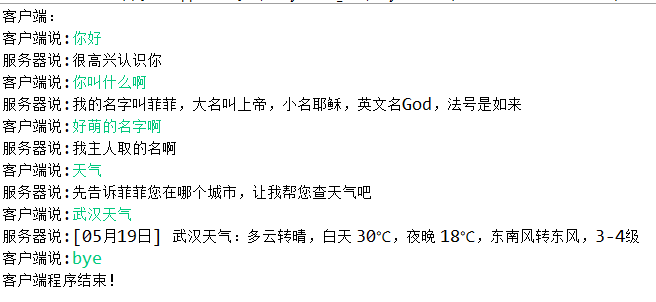 客户端：
客户端说:你好
服务器说:很高兴认识你
客户端说:你叫什么啊
服务器说:我的名字叫菲菲，大名叫上帝，小名耶稣，英文名God，法号是如来
客户端说:好萌的名字啊
服务器说:我主人取的名啊
客户端说:天气
服务器说:先告诉菲菲您在哪个城市，让我帮您查天气吧
客户端说:武汉天气
服务器说:[05月19日] 武汉天气：多云转晴，白天 30℃，夜晚 18℃，东南风转东风，3-4级
客户端说:bye
客户端程序结束!